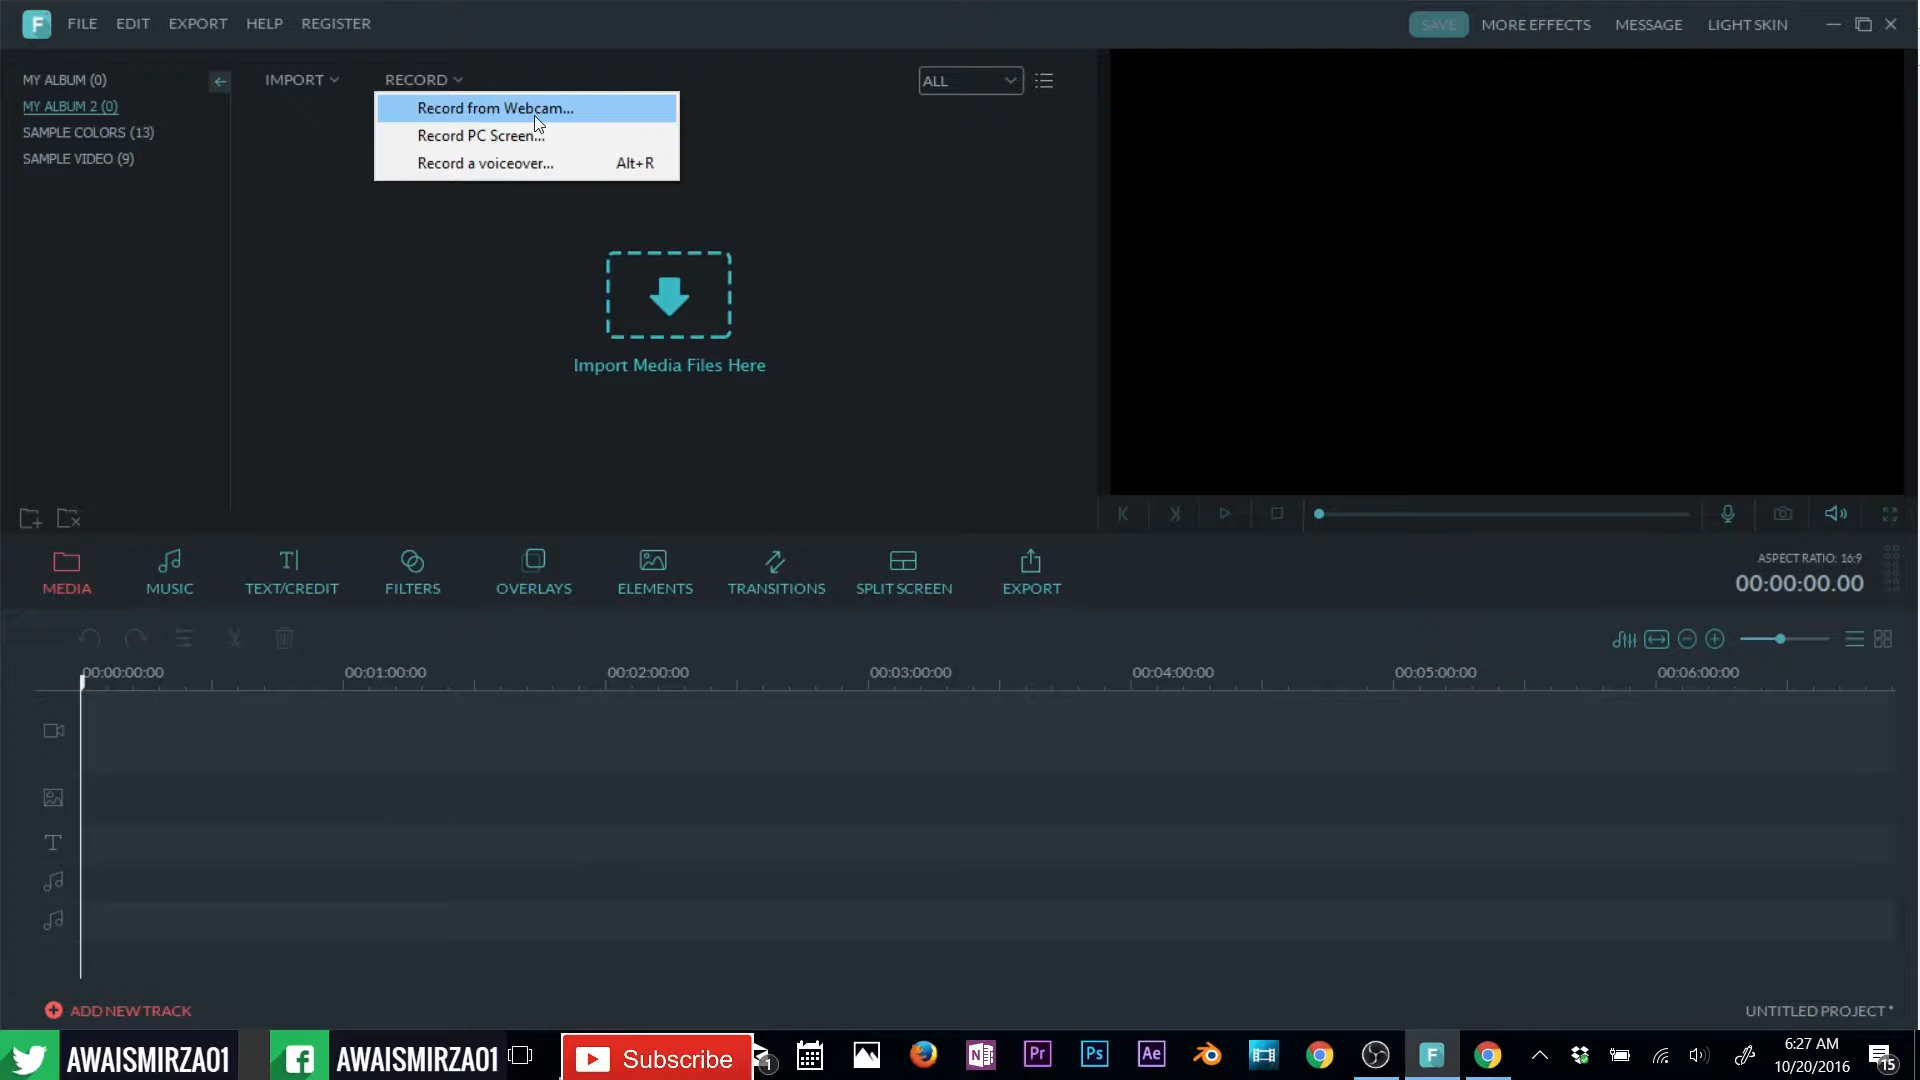 F FILE EDIT EXPORT HELP REGISTER SAVE MORE EFFECTS MESSAGE LIGHT SKIN
MY ALBUM (0)
MY ALBUM 2 (0)
SAMPLE COLORS (13)
SAMPLE VIDEO (9)
IMPORT RECORD ALL
Record from Webcam...
Record PC Screen...
Record a voiceover... Alt+R
Import Media Files Here
MEDIA MUSIC TEXT/CREDIT FILTERS OVERLAYS ELEMENTS TRANSITIONS SPLIT SCREEN EXPORT
ASPECT RATIO: 16:9
00:00:00.00
00:00:00:00 00:01:00:00 00:02:00:00 00:03:00:00 00:04:00:00 00:05:00:00 00:06:00:00
ADD NEW TRACK
UNTITLED PROJECT *
AWAISMIRZA01 AWAISMIRZA01 Subscribe 1 N Pr Ps Ae F
6:27 AM
10/20/2016
15